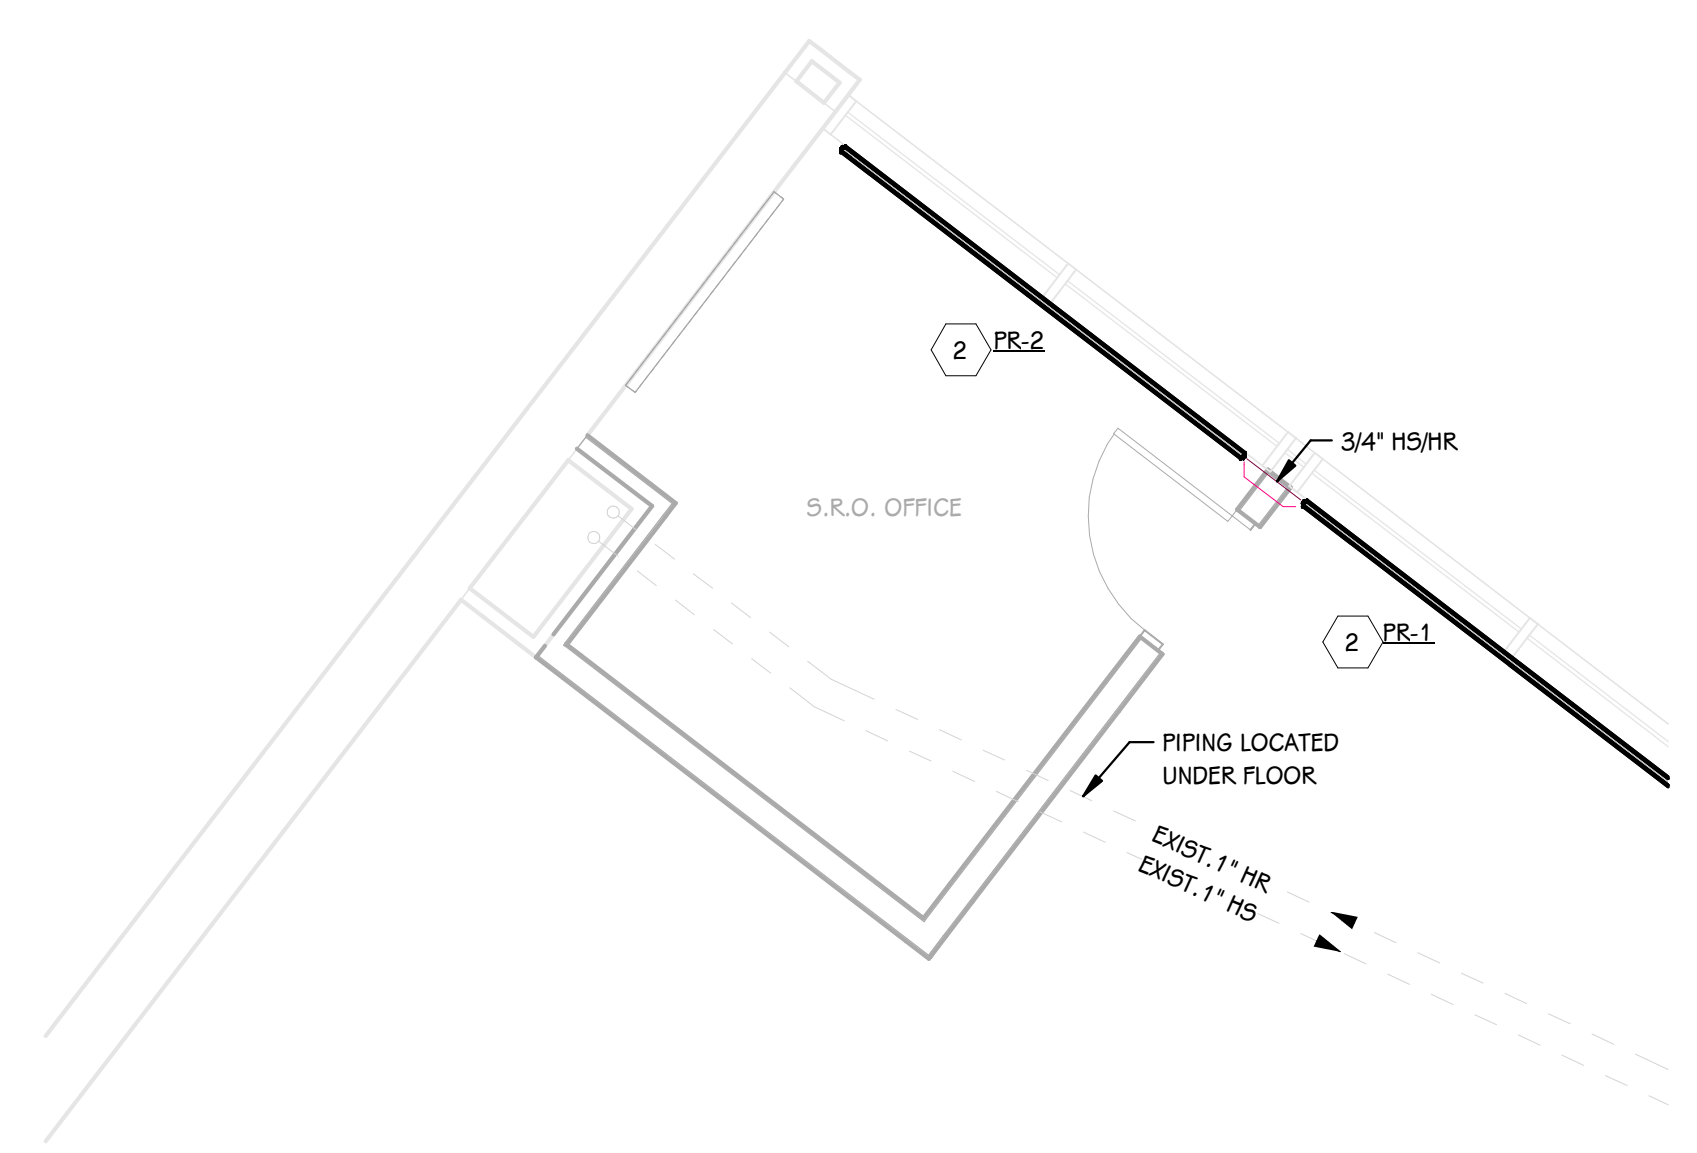 2 PR-2
3/4" HS/HR
S.R.O. OFFICE
2 PR-1
PIPING LOCATED
UNDER FLOOR
EXIST. 1" HR
EXIST. 1" HS